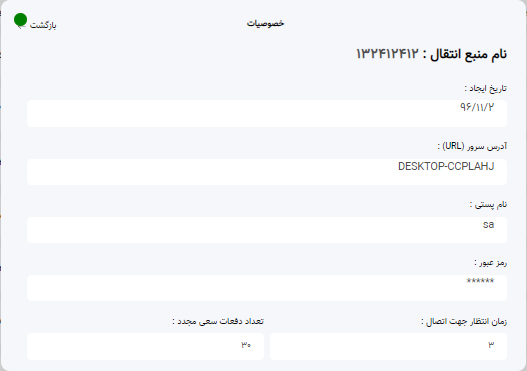 خصوصیات
بازگشت
نام منبع انتقال : ۱۳۲۴۱۲۴۱۲
تاریخ ایجاد :
۹۶/۱۱/۲
آدرس سرور (URL) :
DESKTOP-CCPLAHJ
نام پستی :
sa
رمز عبور :
******
زمان انتظار جهت اتصال :
۳
تعداد دفعات سعی مجدد :
۳۰